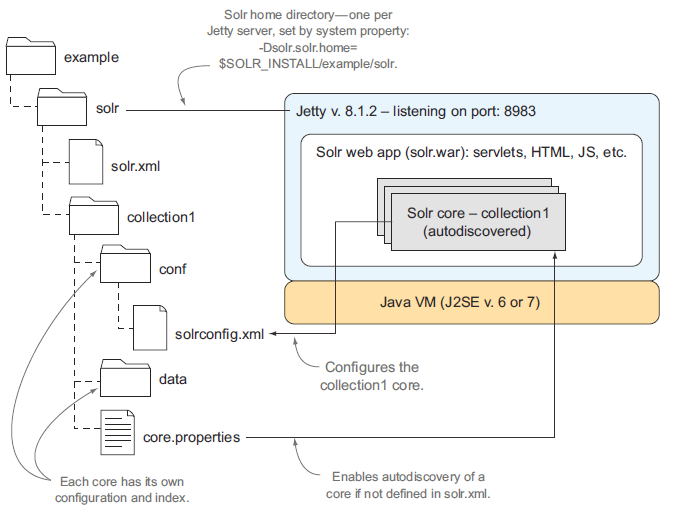 Solr home directory—one per
Jetty server, set by system property:
-Dsolr.solr.home=
$SOLR_INSTALL/example/solr.
example
solr
Jetty v. 8.1.2 – listening on port: 8983
Solr web app (solr.war): servlets, HTML, JS, etc.
solr.xml
Solr core – collection1
(autodiscovered)
collection1
conf
Java VM (J2SE v. 6 or 7)
solrconfig.xml
Configures the
collection1 core.
data
core.properties
Each core has its own
configuration and index.
Enables autodiscovery of a
core if not defined in solr.xml.